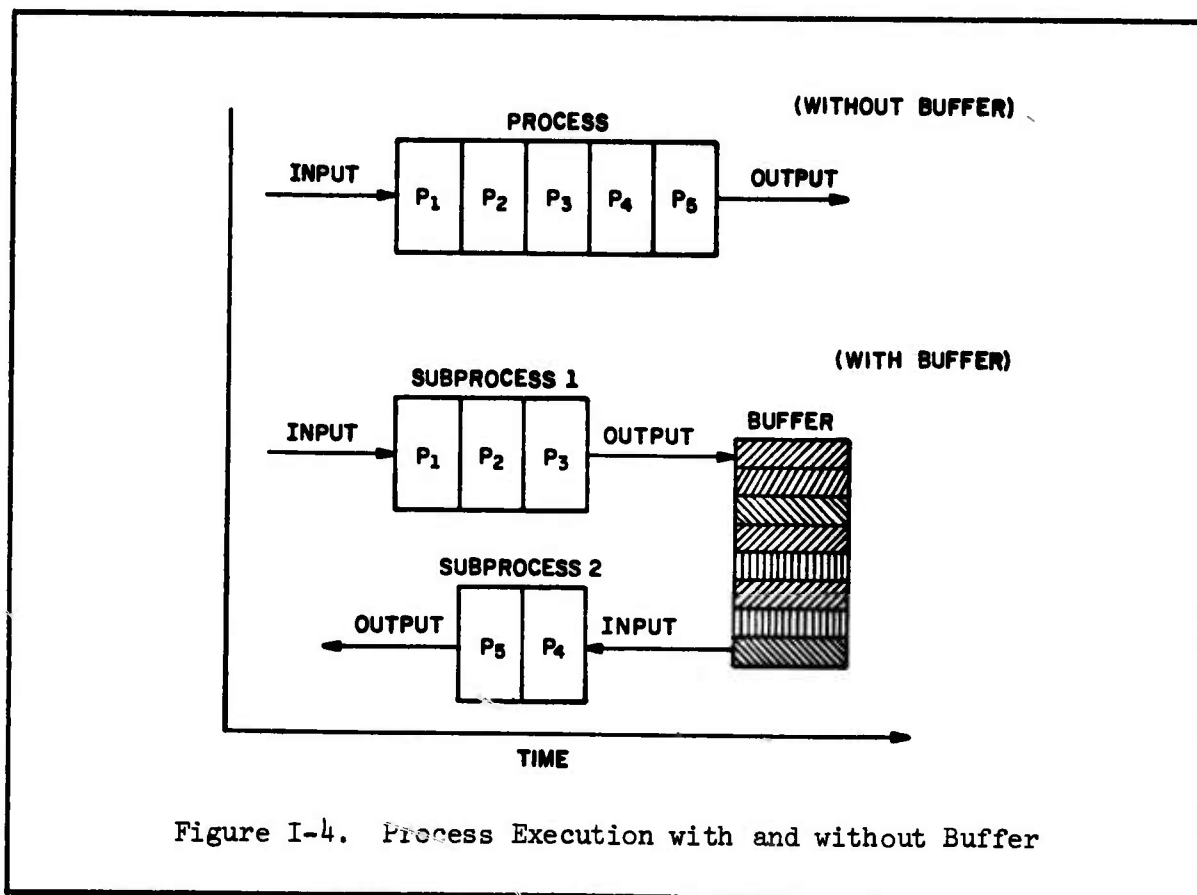 (WITHOUT BUFFER)
PROCESS
INPUT
P₁ P₂ P₃ P₄ P₅
OUTPUT
(WITH BUFFER)
SUBPROCESS 1
BUFFER
INPUT
P₁ P₂ P₃
OUTPUT
SUBPROCESS 2
OUTPUT
P₅ P₄
INPUT
TIME
Figure I-4. Process Execution with and without Buffer